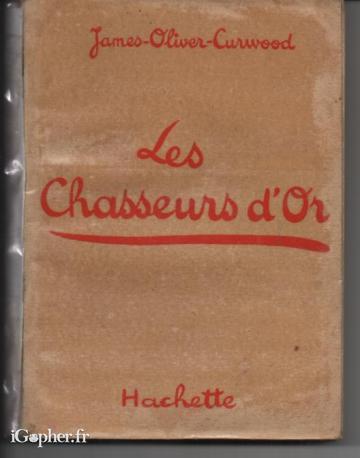 James-Oliver-Curwood
Les
Chasseurs d'Or
Hachette
iGopher.fr